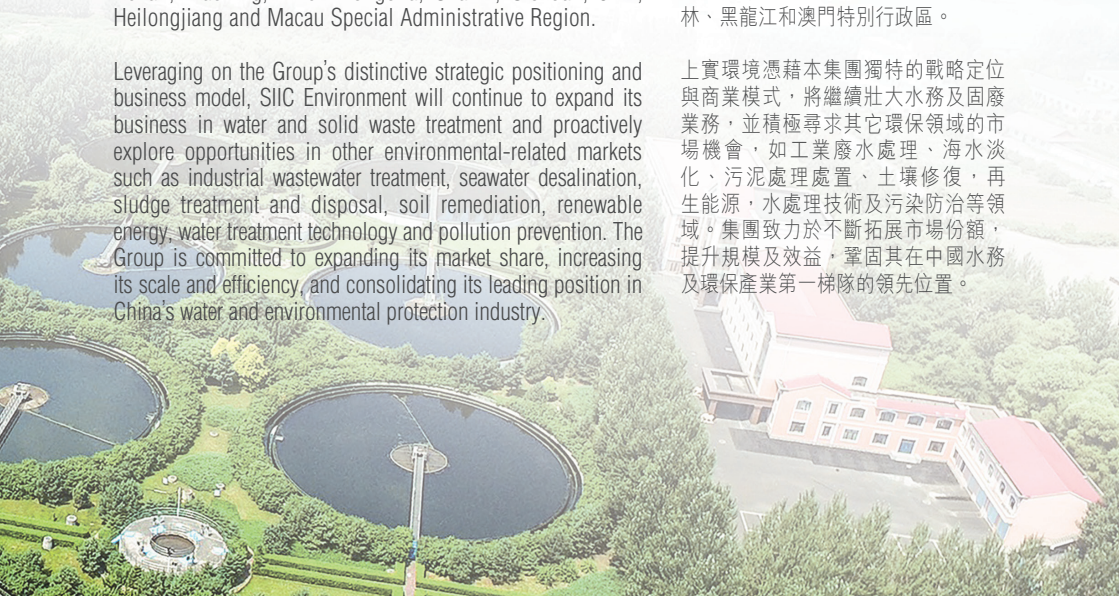 Heilongjiang and Macau Special Administrative Region.
Leveraging on the Group's distinctive strategic positioning and
business model, SIIC Environment will continue to expand its
business in water and solid waste treatment and proactively
explore opportunities in other environmental-related markets
such as industrial wastewater treatment, seawater desalination,
sludge treatment and disposal, soil remediation, renewable
energy, water treatment technology and pollution prevention. The
Group is committed to expanding its market share, increasing
its scale and efficiency, and consolidating its leading position in
China's water and environmental protection industry.
林、黑龍江和澳門特別行政區。
上實環境憑藉本集團獨特的戰略定位
與商業模式，將繼續壯大水務及固廢
業務，並積極尋求其它環保領域的市
場機會，如工業廢水處理、海水淡
化、污泥處理處置、土壤修復，再
生能源，水處理技術及污染防治等領
域。集團致力於不斷拓展市場份額，
提升規模及效益，鞏固其在中國水務
及環保產業第一梯隊的領先位置。